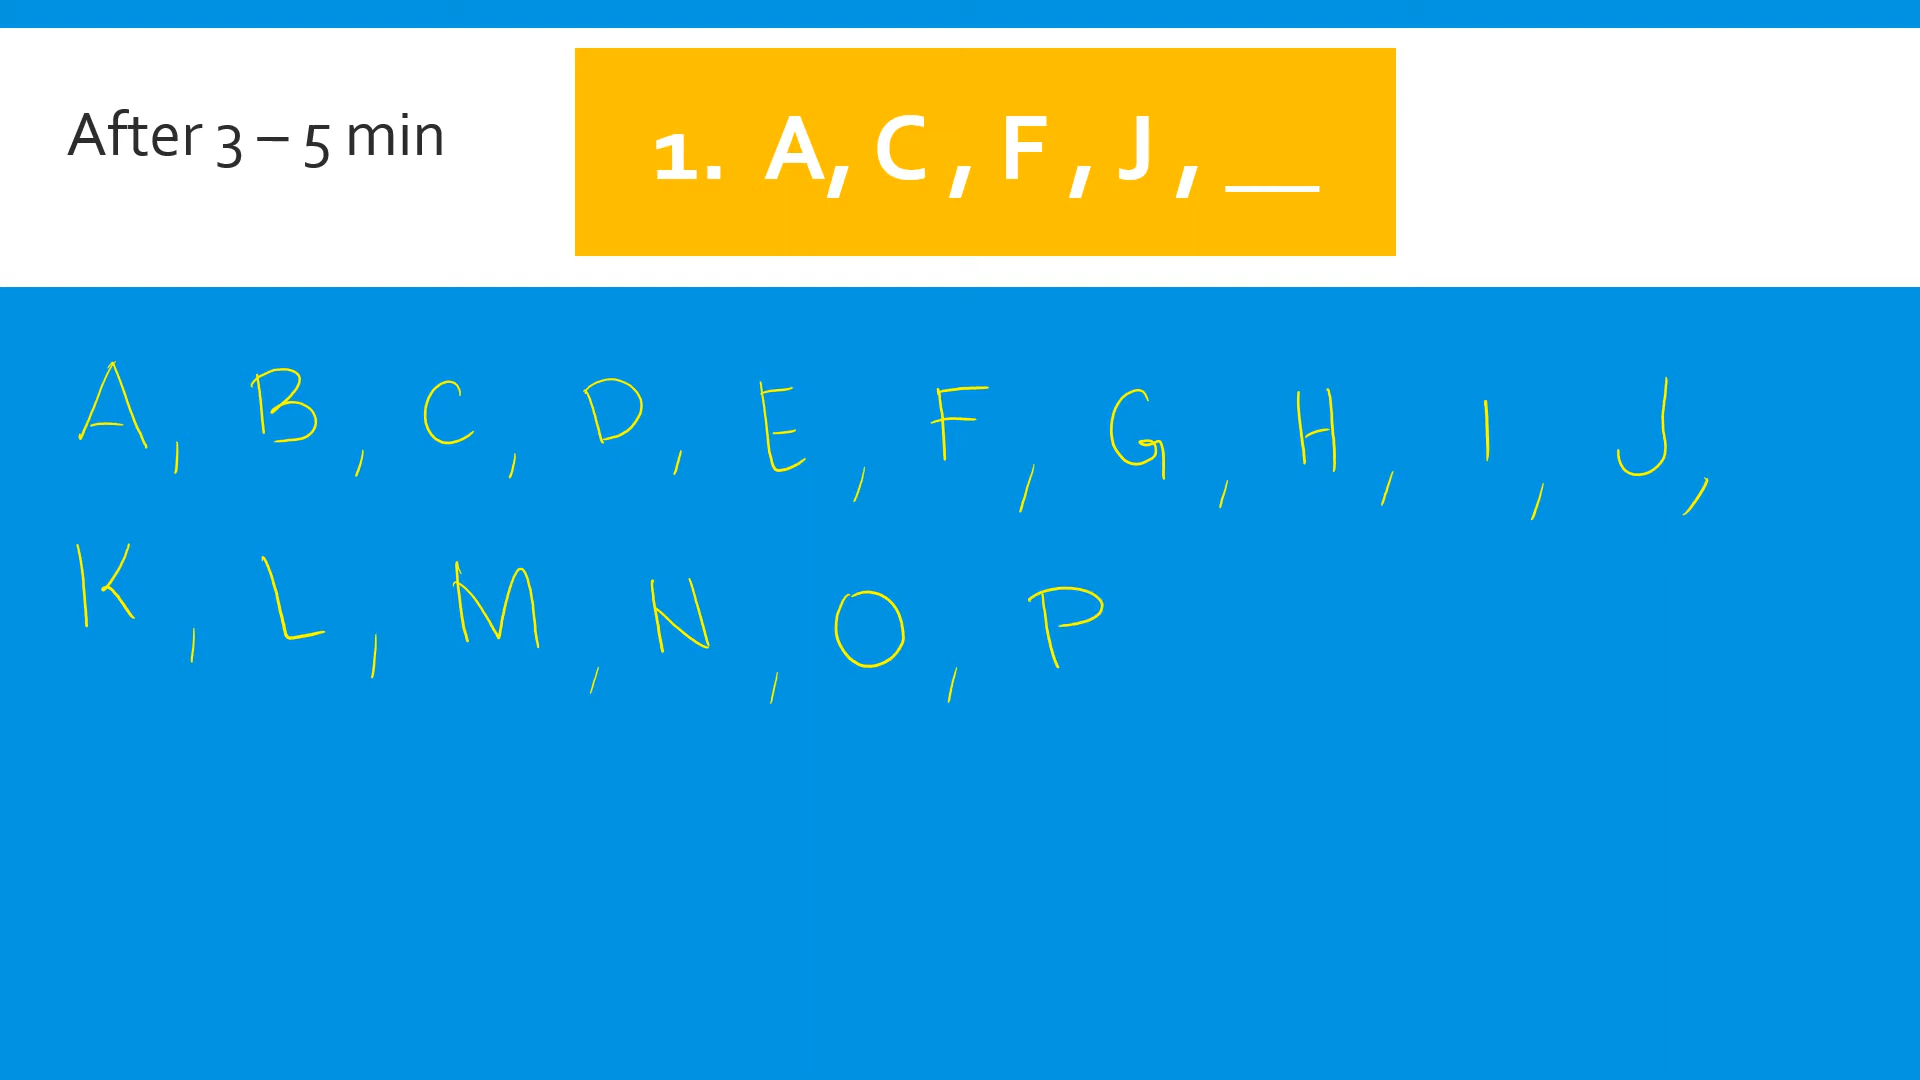 After 3 – 5 min
1. A, C , F , J , __
A, B, C, D, E, F, G, H, I, J,
K, L, M, N, O, P